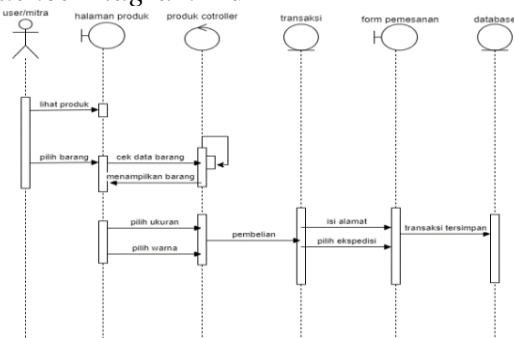 user/mitra
halaman produk
produk cotroller
transaksi
form pemesanan
database
lihat produk
pilih barang
cek data barang
menampilkan barang
pilih ukuran
isi alamat
pembelian
transaksi tersimpan
pilih warna
pilih ekspedisi